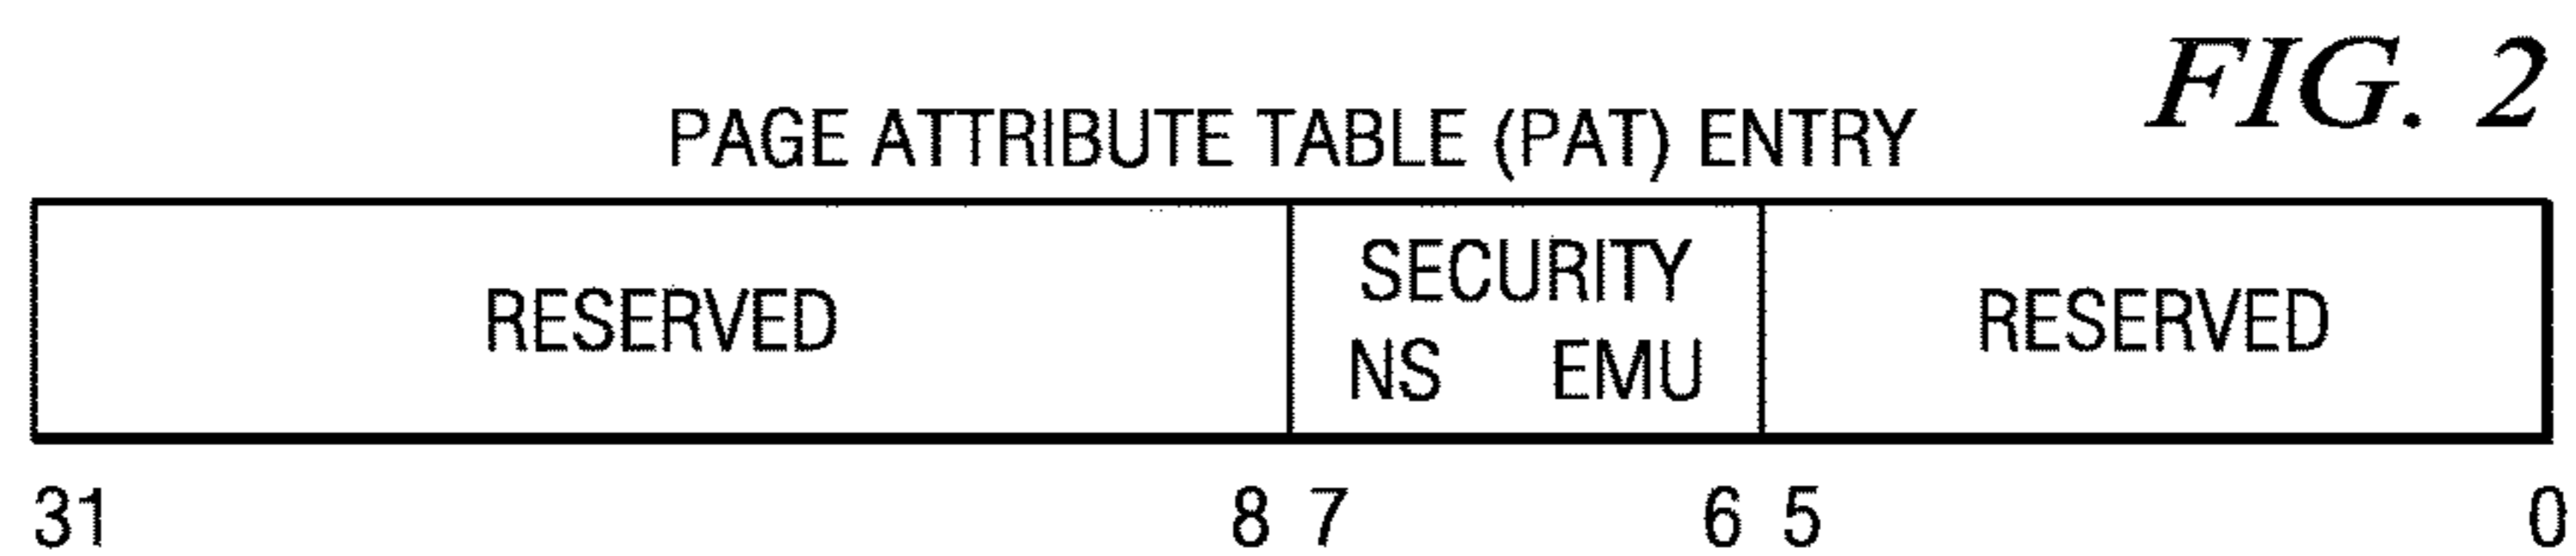 FIG. 2
PAGE ATTRIBUTE TABLE (PAT) ENTRY
RESERVED
SECURITY
NS EMU
RESERVED
31 8 7 6 5 0